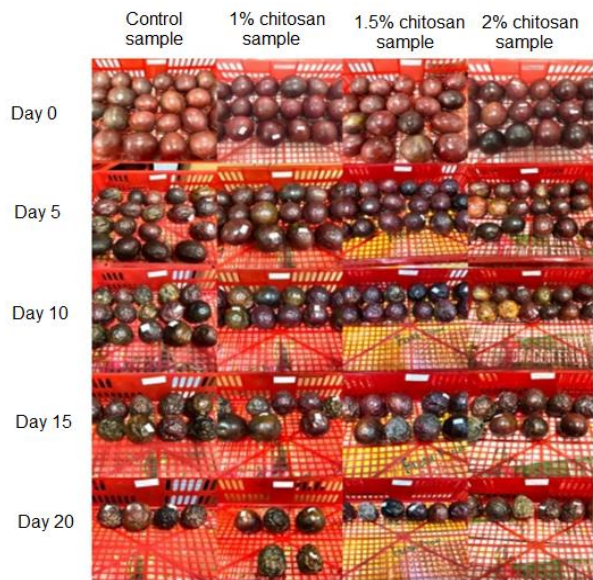 Control
sample
1% chitosan
sample
1.5% chitosan
sample
2% chitosan
sample
Day 0
Day 5
Day 10
Day 15
Day 20